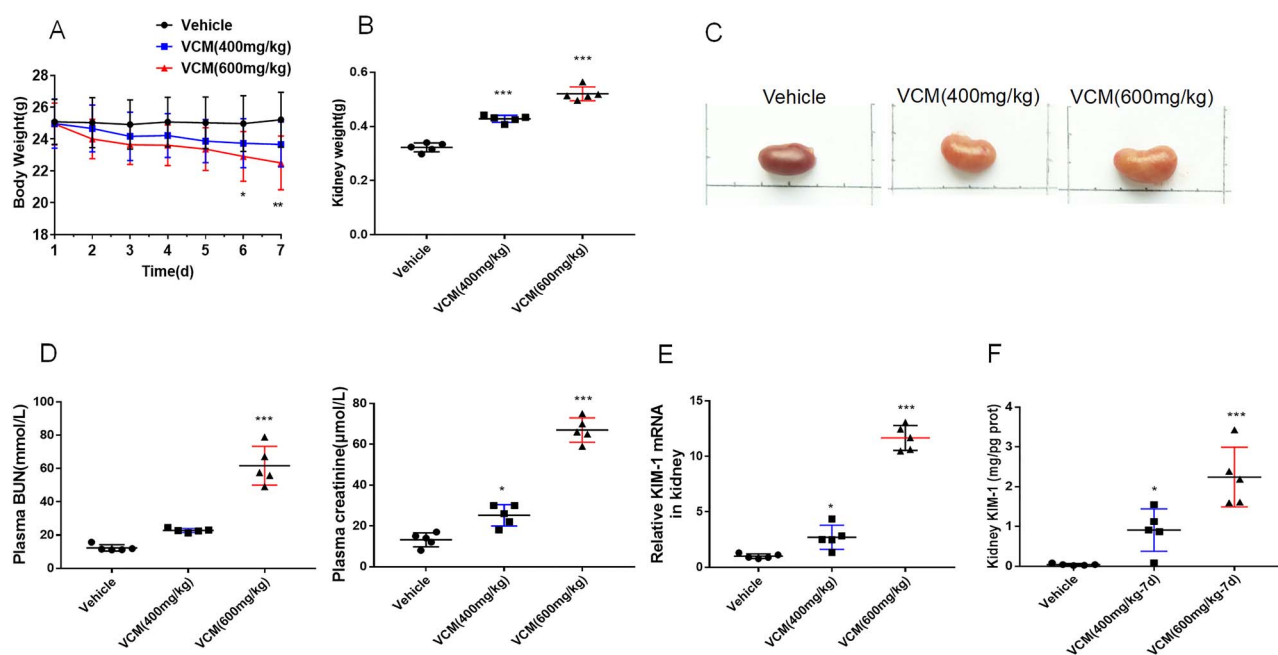 A
Vehicle
VCM(400mg/kg)
VCM(600mg/kg)
Body Weight(g)
28
26
24
22
20
18
*
**
1 2 3 4 5 6 7
Time(d)
B
Kidney weight(g)
0.6
0.4
0.2
0.0
***
***
Vehicle
VCM(400mg/kg)
VCM(600mg/kg)
C
Vehicle
VCM(400mg/kg)
VCM(600mg/kg)
D
Plasma BUN(mmol/L)
100
80
60
40
20
0
***
Vehicle
VCM(400mg/kg)
VCM(600mg/kg)
Plasma creatinine(μmol/L)
80
60
40
20
0
*
***
Vehicle
VCM(400mg/kg)
VCM(600mg/kg)
E
Relative KIM-1 mRNA
in kidney
15
10
5
0
*
***
Vehicle
VCM(400mg/kg)
VCM(600mg/kg)
F
Kidney KIM-1 (mg/pg prot)
4
3
2
1
0
*
***
Vehicle
VCM(400mg/kg-7d)
VCM(600mg/kg-7d)